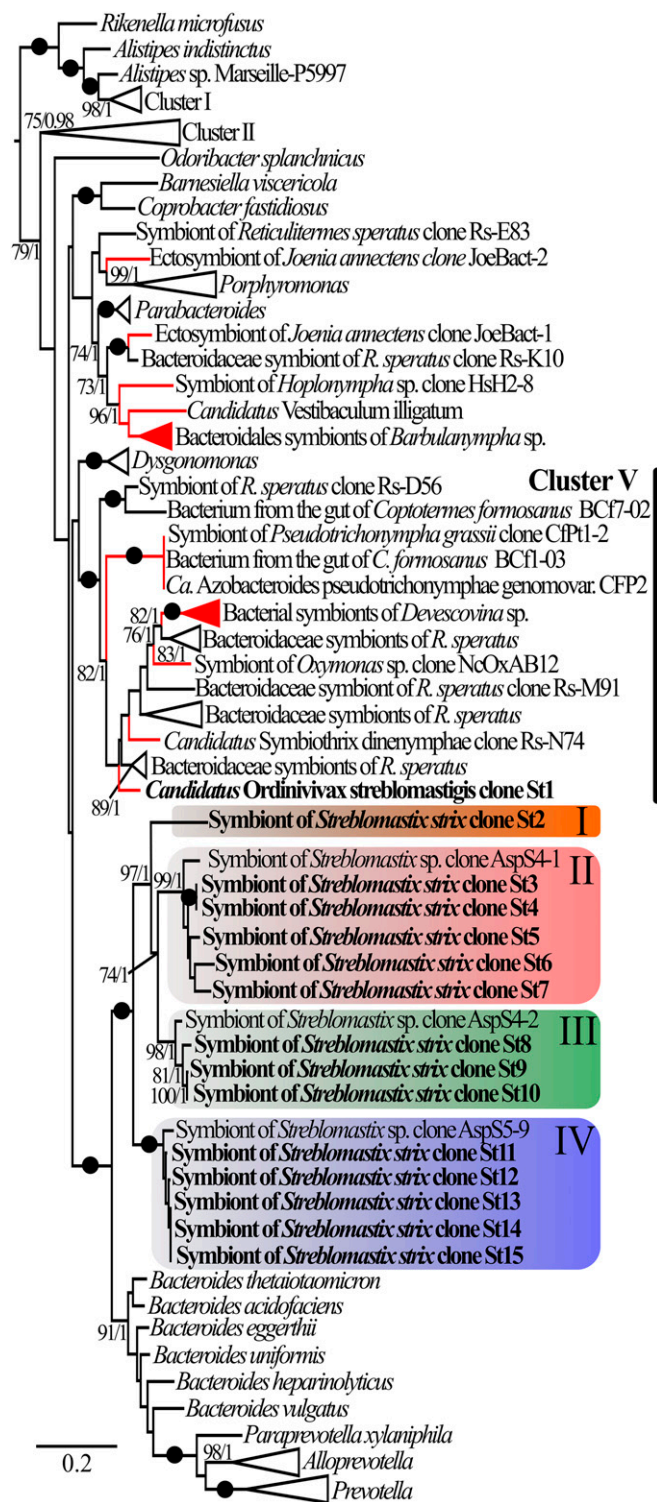 Rikenella microfusus
Alistipes indistinctus
Alistipes sp. Marseille-P5997
98/1
Cluster I
75/0.98
Cluster II
Odoribacter splanchnicus
Barnesiella viscericola
79/1
Coprobacter fastidiosus
Symbiont of Reticulitermes speratus clone Rs-E83
Ectosymbiont of Joenia annectens clone JoeBact-2
99/1
Porphyromonas
Parabacteroides
Ectosymbiont of Joenia annectens clone JoeBact-1
74/1
Bacteroidaceae symbiont of R. speratus clone Rs-K10
73/1
Symbiont of Hoplonympha sp. clone HsH2-8
96/1
Candidatus Vestibaculum illigatum
Bacteroidales symbionts of Barbulanympha sp.
Dysgonomonas
Cluster V
Symbiont of R. speratus clone Rs-D56
Bacterium from the gut of Coptotermes formosanus BCf7-02
Symbiont of Pseudotrichonympha grassii clone CfPt1-2
Bacterium from the gut of C. formosanus BCf1-03
Ca. Azobacteroides pseudotrichonymphae genomovar. CFP2
82/1
Bacterial symbionts of Devescovina sp.
76/1
Bacteroidaceae symbionts of R. speratus
83/1
82/1
Symbiont of Oxymonas sp. clone NcOxAB12
Bacteroidaceae symbionts of R. speratus clone Rs-M91
Bacteroidaceae symbionts of R. speratus
Candidatus Symbiothrix dinenymphae clone Rs-N74
Bacteroidaceae symbionts of R. speratus
Candidatus Ordinivivax streblomastigis clone St1
89/1
Symbiont of Streblomastix strix clone St2
I
97/1
99/1
Symbiont of Streblomastix sp. clone AspS4-1
II
Symbiont of Streblomastix strix clone St3
Symbiont of Streblomastix strix clone St4
Symbiont of Streblomastix strix clone St5
Symbiont of Streblomastix strix clone St6
74/1
Symbiont of Streblomastix strix clone St7
Symbiont of Streblomastix sp. clone AspS4-2
III
98/1
Symbiont of Streblomastix strix clone St8
81/1
Symbiont of Streblomastix strix clone St9
100/1
Symbiont of Streblomastix strix clone St10
Symbiont of Streblomastix sp. clone AspS5-9
IV
Symbiont of Streblomastix strix clone St11
Symbiont of Streblomastix strix clone St12
Symbiont of Streblomastix strix clone St13
Symbiont of Streblomastix strix clone St14
Symbiont of Streblomastix strix clone St15
Bacteroides thetaiotaomicron
Bacteroides acidofaciens
91/1
Bacteroides eggerthii
Bacteroides uniformis
Bacteroides heparinolyticus
Bacteroides vulgatus
Paraprevotella xylaniphila
98/1
Alloprevotella
0.2
Prevotella